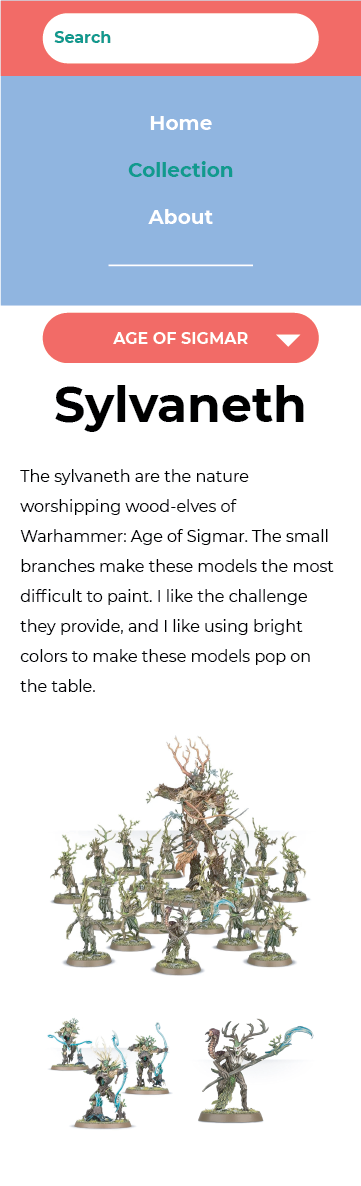 Search
Home
Collection
About
AGE OF SIGMAR
Sylvaneth
The sylvaneth are the nature
worshipping wood-elves of
Warhammer: Age of Sigmar. The small
branches make these models the most
difficult to paint. I like the challenge
they provide, and I like using bright
colors to make these models pop on
the table.